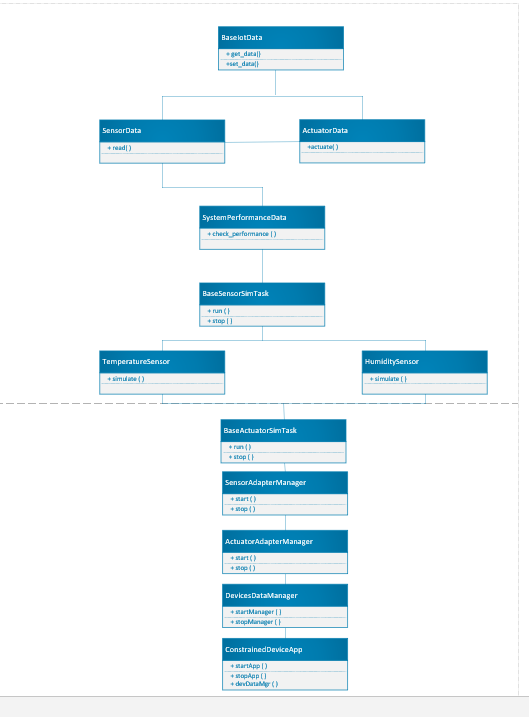 BaseIotData
+ get_data()
+set_data()
SensorData
+ read( )
ActuatorData
+actuate( )
SystemPerformanceData
+ check_performance ( )
BaseSensorSimTask
+ run ( )
+ stop ( )
TemperatureSensor
+ simulate ( )
HumiditySensor
+ simulate ( )
BaseActuatorSimTask
+ run ( )
+ stop ( )
SensorAdapterManager
+ start ( )
+ stop ( )
ActuatorAdapterManager
+ start ( )
+ stop ( )
DevicesDataManager
+ startManager ( )
+ stopManager ( )
ConstrainedDeviceApp
+ startApp ( )
+ stopApp ( )
+ devDataMgr ( )